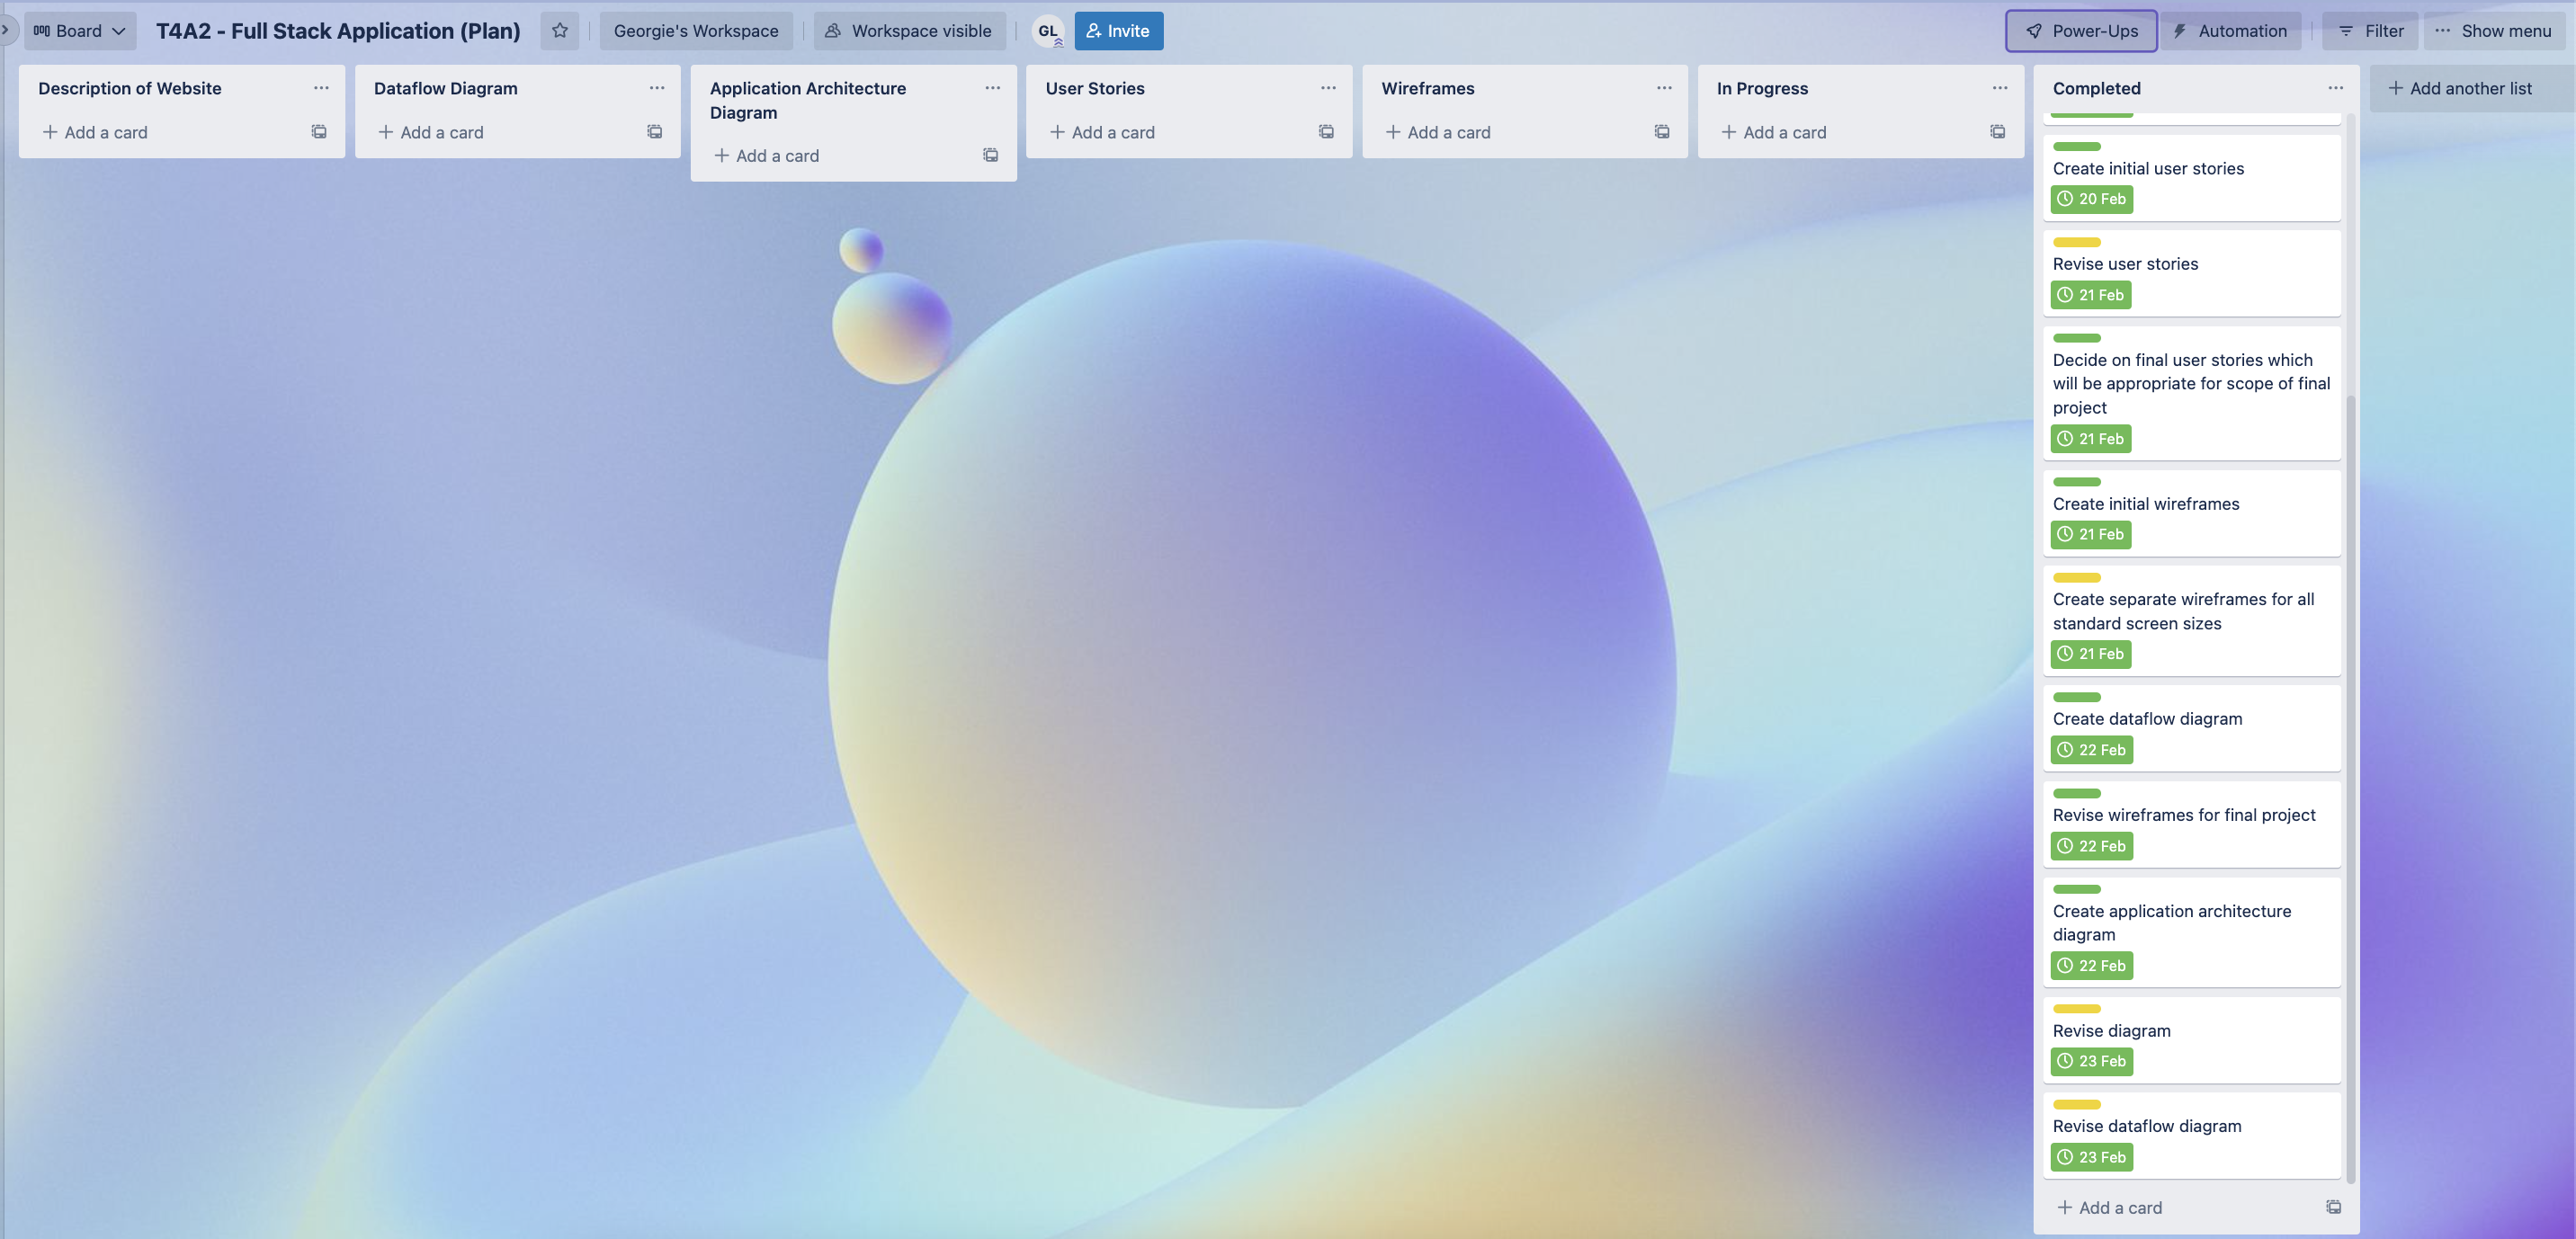 Board
T4A2 - Full Stack Application (Plan)
Georgie's Workspace
Workspace visible
GL
Invite
Power-Ups
Automation
Filter
Show menu
Description of Website
Add a card
Dataflow Diagram
Add a card
Application Architecture
Diagram
Add a card
User Stories
Add a card
Wireframes
Add a card
In Progress
Add a card
Completed
Create initial user stories
20 Feb
Revise user stories
21 Feb
Decide on final user stories which
will be appropriate for scope of final
project
21 Feb
Create initial wireframes
21 Feb
Create separate wireframes for all
standard screen sizes
21 Feb
Create dataflow diagram
22 Feb
Revise wireframes for final project
22 Feb
Create application architecture
diagram
22 Feb
Revise diagram
23 Feb
Revise dataflow diagram
23 Feb
Add a card
Add another list